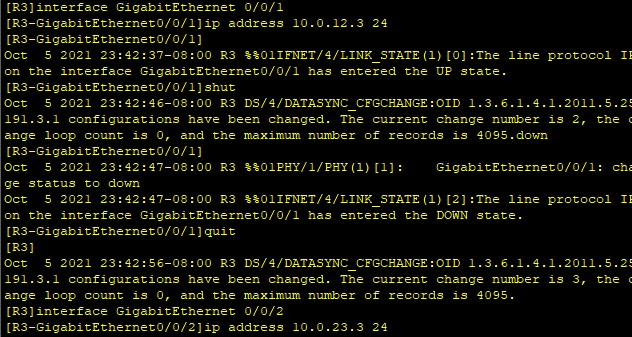 [R3]interface GigabitEthernet 0/0/1
[R3-GigabitEthernet0/0/1]ip address 10.0.12.3 24
[R3-GigabitEthernet0/0/1]
Oct  5 2021 23:42:37-08:00 R3 %%01IFNET/4/LINK_STATE(l)[0]:The line protocol I
on the interface GigabitEthernet0/0/1 has entered the UP state.
[R3-GigabitEthernet0/0/1]shut
Oct  5 2021 23:42:46-08:00 R3 DS/4/DATASYNC_CFGCHANGE:OID 1.3.6.1.4.1.2011.5.25
191.3.1 configurations have been changed. The current change number is 2, the c
ange loop count is 0, and the maximum number of records is 4095.down
[R3-GigabitEthernet0/0/1]
Oct  5 2021 23:42:47-08:00 R3 %%01PHY/1/PHY(l)[1]:    GigabitEthernet0/0/1: cha
ge status to down
Oct  5 2021 23:42:47-08:00 R3 %%01IFNET/4/LINK_STATE(l)[2]:The line protocol I
on the interface GigabitEthernet0/0/1 has entered the DOWN state.
[R3-GigabitEthernet0/0/1]quit
[R3]
Oct  5 2021 23:42:56-08:00 R3 DS/4/DATASYNC_CFGCHANGE:OID 1.3.6.1.4.1.2011.5.25
191.3.1 configurations have been changed. The current change number is 3, the c
ange loop count is 0, and the maximum number of records is 4095.
[R3]interface GigabitEthernet 0/0/2
[R3-GigabitEthernet0/0/2]ip address 10.0.23.3 24